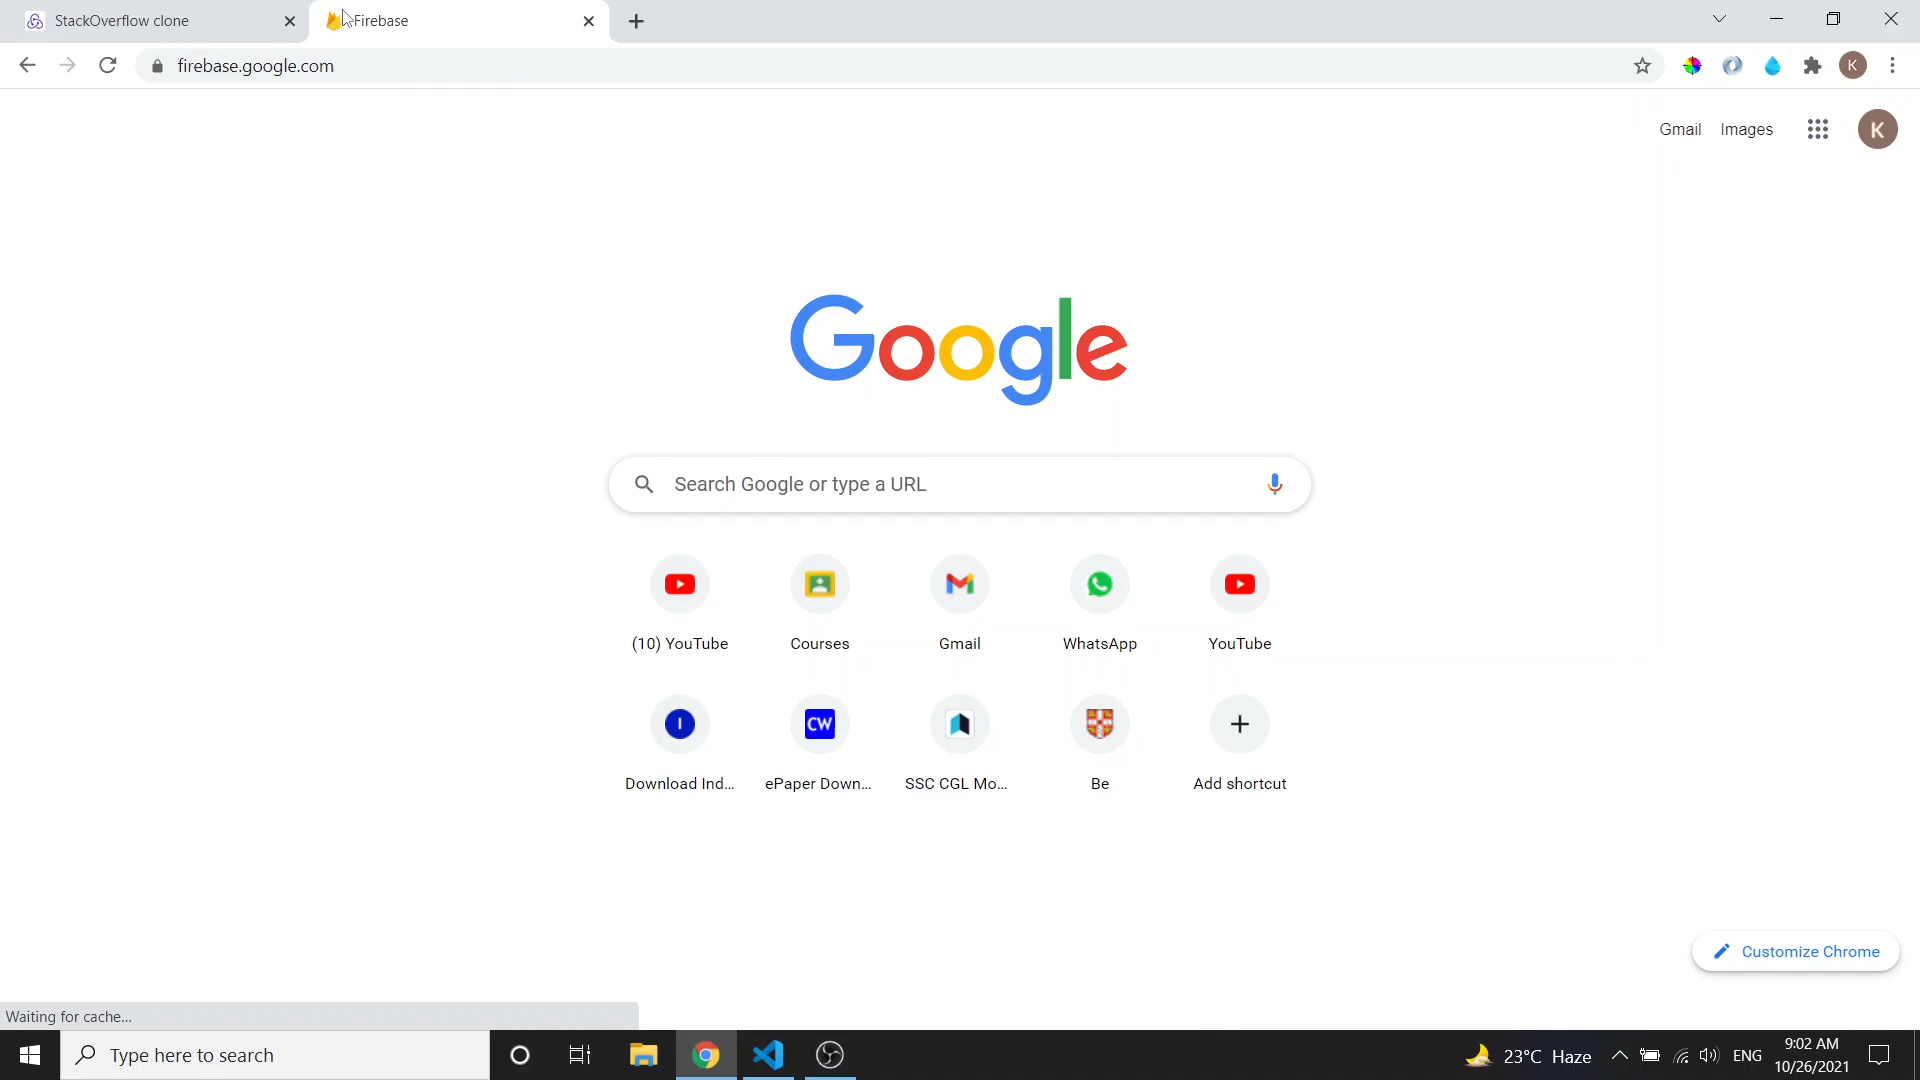 StackOverflow clone
Firebase
firebase.google.com
K
Gmail Images
K
Google
Search Google or type a URL
(10) YouTube
Courses
Gmail
WhatsApp
YouTube
I
CW
Download Ind...
ePaper Down...
SSC CGL Mo...
Be
Add shortcut
Customize Chrome
Waiting for cache...
Type here to search
23°C Haze
ENG
9:02 AM
10/26/2021